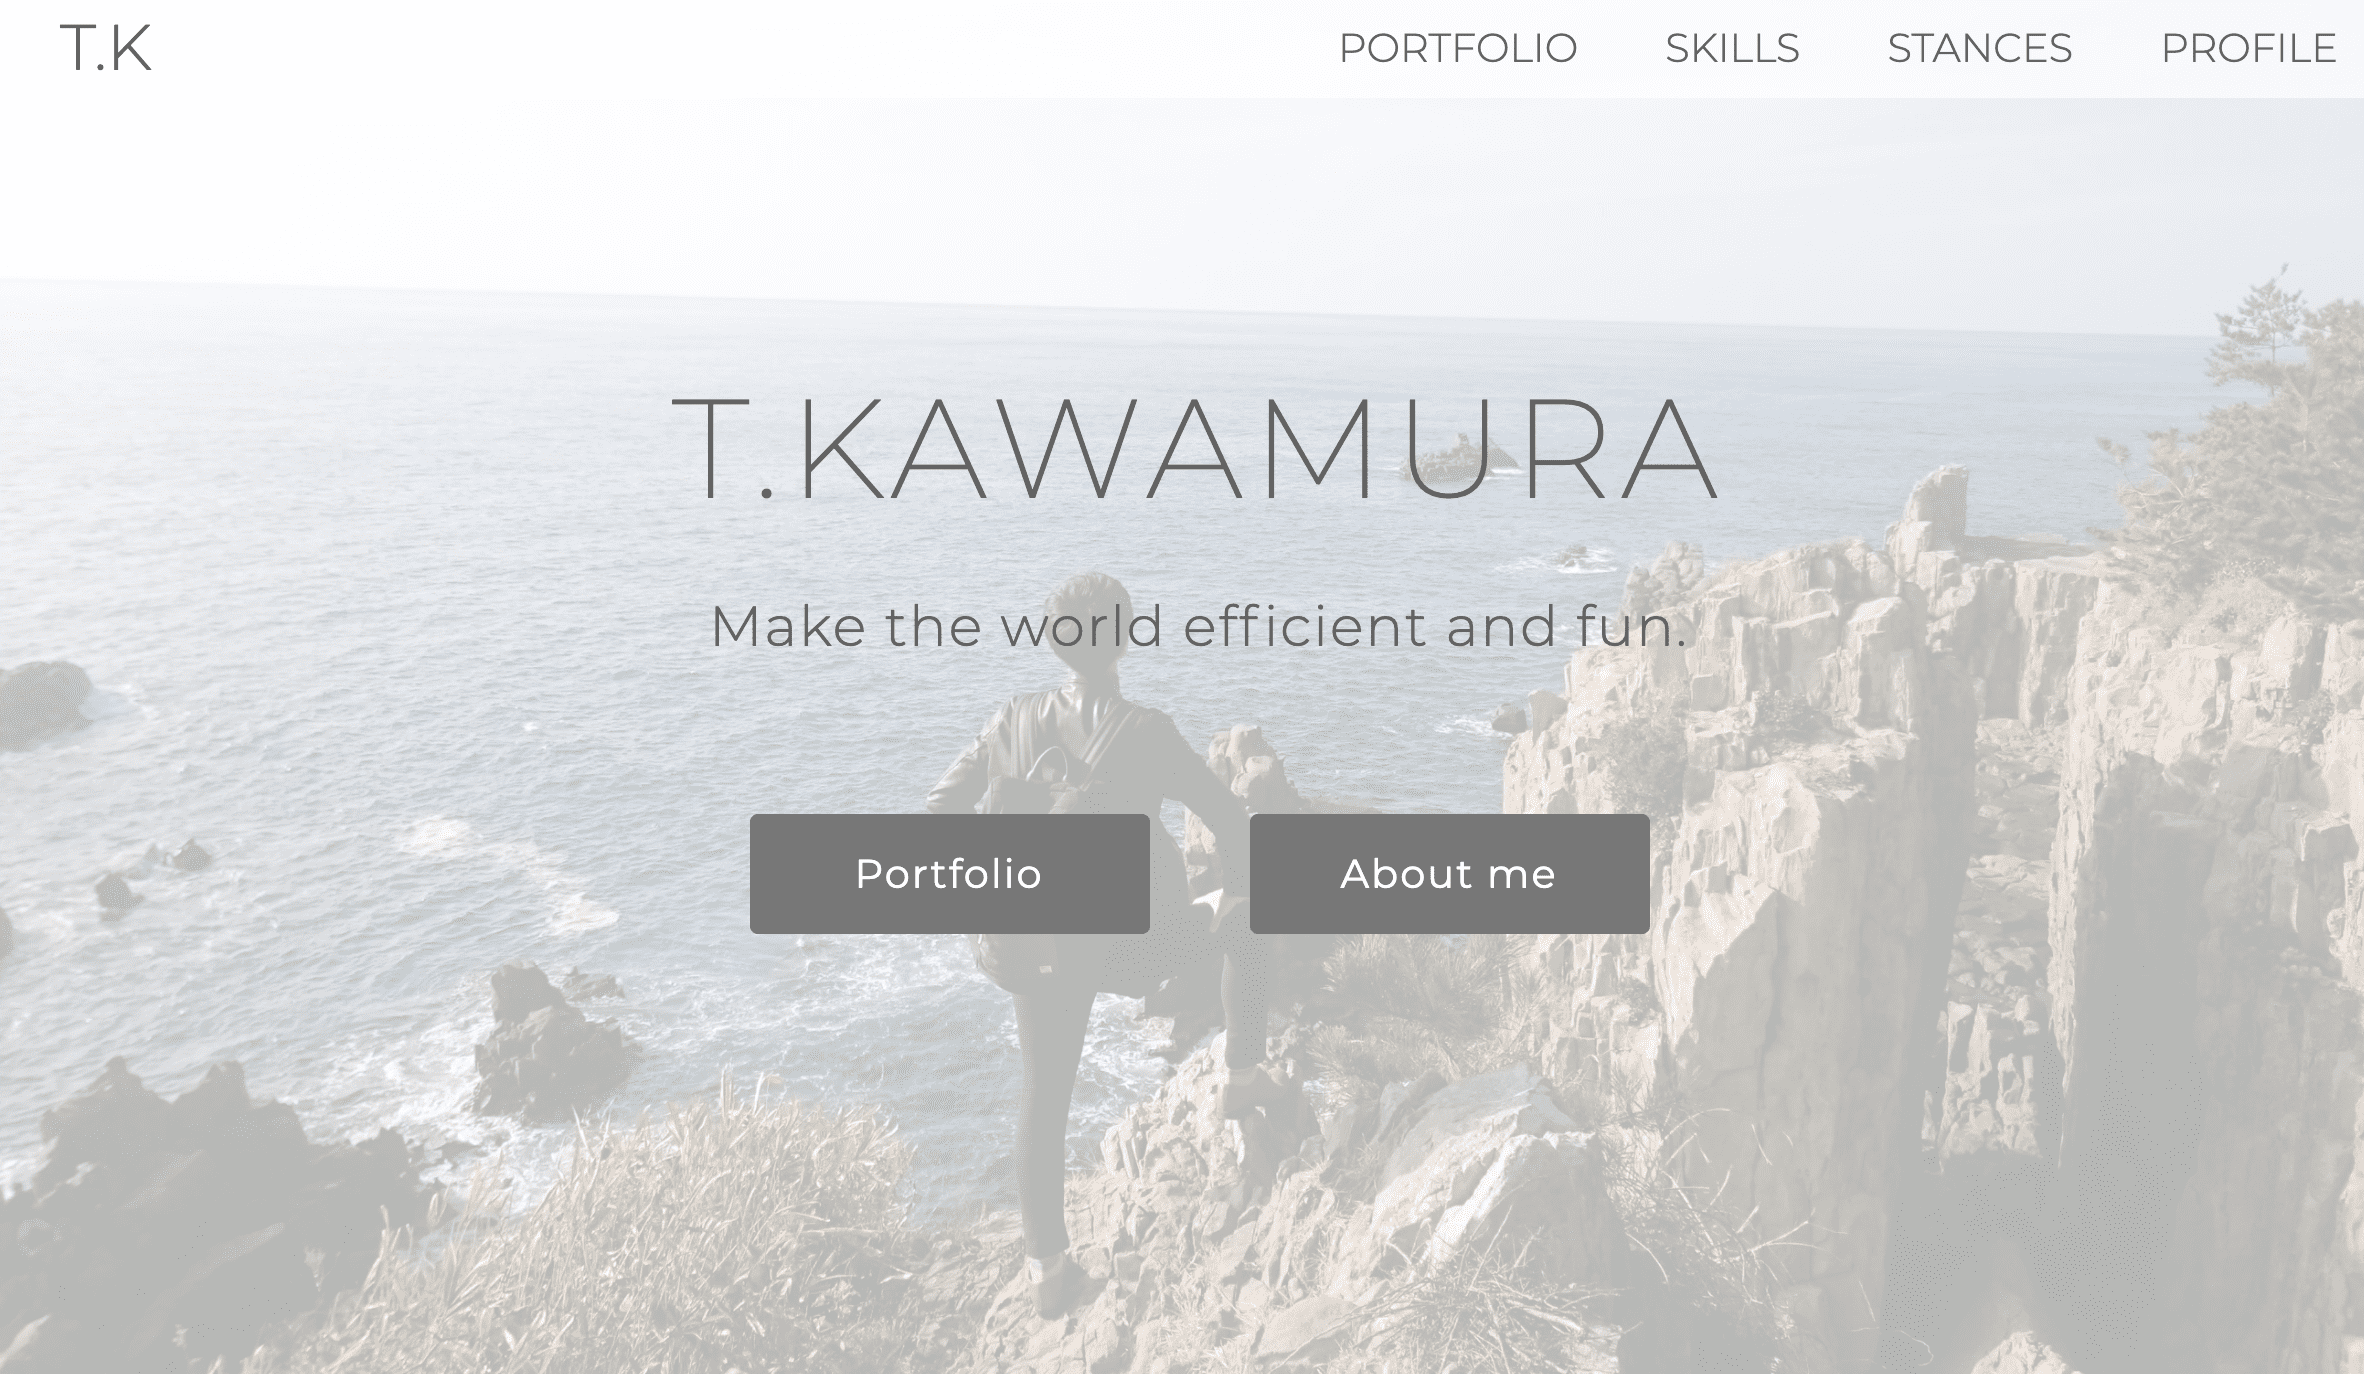 T.K
PORTFOLIO SKILLS STANCES PROFILE
T.KAWAMURA
Make the world efficient and fun.
Portfolio About me